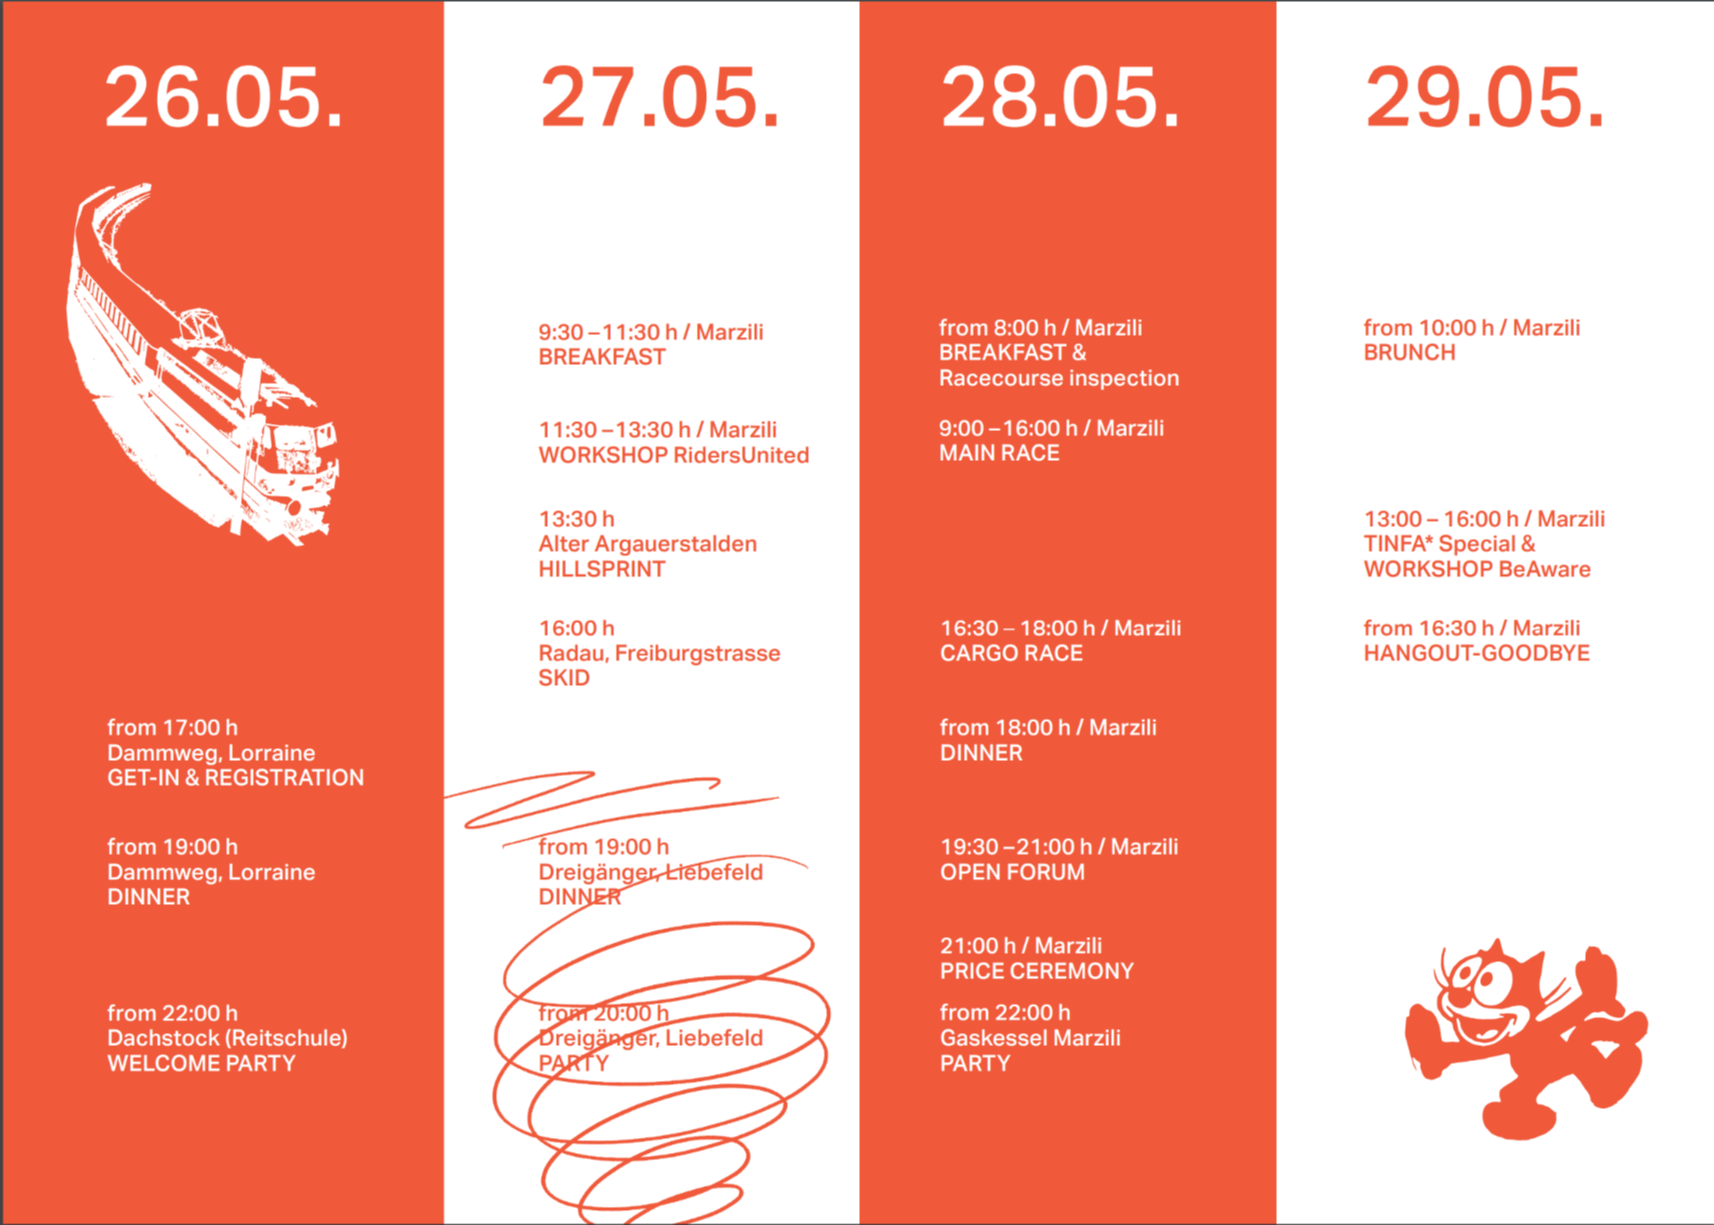 26.05.
from 17:00 h
Dammweg, Lorraine
GET-IN & REGISTRATION
from 19:00 h
Dammweg, Lorraine
DINNER
from 22:00 h
Dachstock (Reitschule)
WELCOME PARTY
27.05.
9:30 – 11:30 h / Marzili
BREAKFAST
11:30 – 13:30 h / Marzili
WORKSHOP RidersUnited
13:30 h
Alter Argauerstalden
HILLSPRINT
16:00 h
Radau, Freiburgstrasse
SKID
from 19:00 h
Dreigänger, Liebefeld
DINNER
from 20:00 h
Dreigänger, Liebefeld
PARTY
28.05.
from 8:00 h / Marzili
BREAKFAST &
Racecourse inspection
9:00 – 16:00 h / Marzili
MAIN RACE
16:30 – 18:00 h / Marzili
CARGO RACE
from 18:00 h / Marzili
DINNER
19:30 – 21:00 h / Marzili
OPEN FORUM
21:00 h / Marzili
PRICE CEREMONY
from 22:00 h
Gaskessel Marzili
PARTY
29.05.
from 10:00 h / Marzili
BRUNCH
13:00 – 16:00 h / Marzili
TINFA* Special &
WORKSHOP BeAware
from 16:30 h / Marzili
HANGOUT-GOODBYE